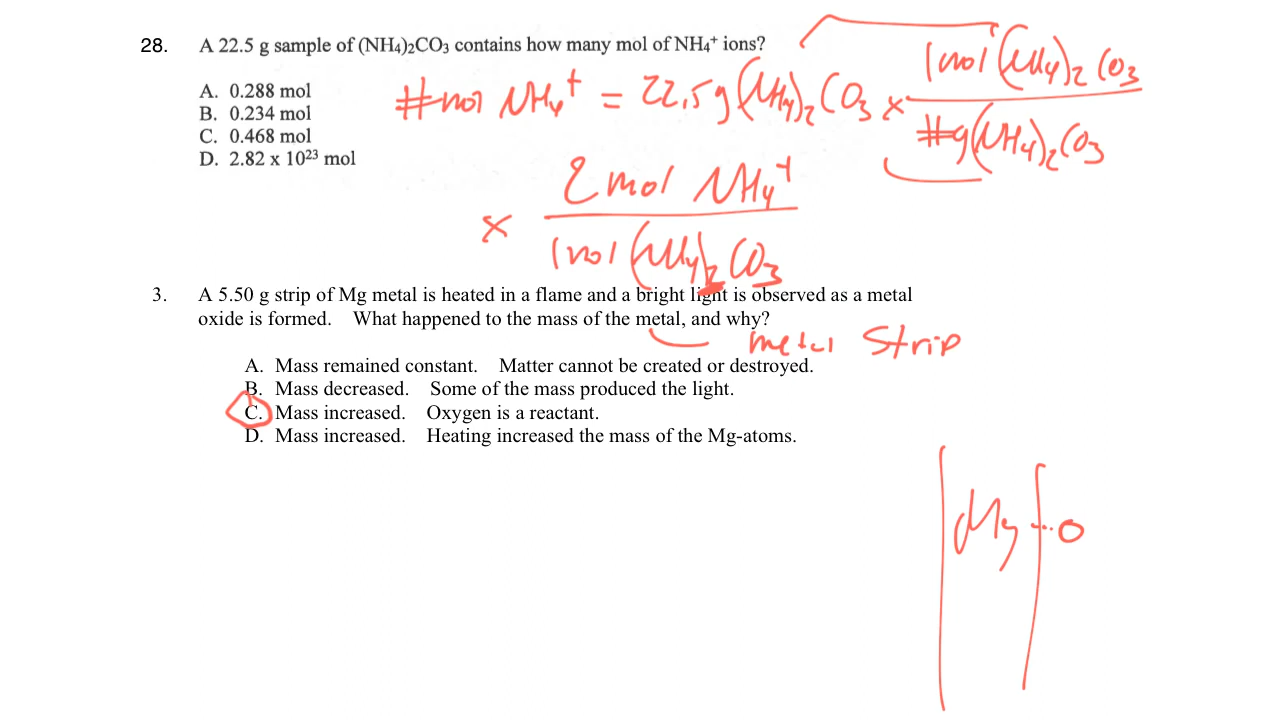 28. A 22.5 g sample of (NH₄)₂CO₃ contains how many mol of NH₄⁺ ions?
A. 0.288 mol
B. 0.234 mol
C. 0.468 mol
D. 2.82 x 10²³ mol
#mol NH₄⁺ = 22.5g (NH₄)₂CO₃ × 1mol (NH₄)₂CO₃
#g(NH₄)₂CO₃
× 2 mol NH₄⁺
1mol (NH₄)₂CO₃
3. A 5.50 g strip of Mg metal is heated in a flame and a bright light is observed as a metal
oxide is formed. What happened to the mass of the metal, and why?
metal Strip
A. Mass remained constant. Matter cannot be created or destroyed.
B. Mass decreased. Some of the mass produced the light.
C. Mass increased. Oxygen is a reactant.
D. Mass increased. Heating increased the mass of the Mg-atoms.
Mg O